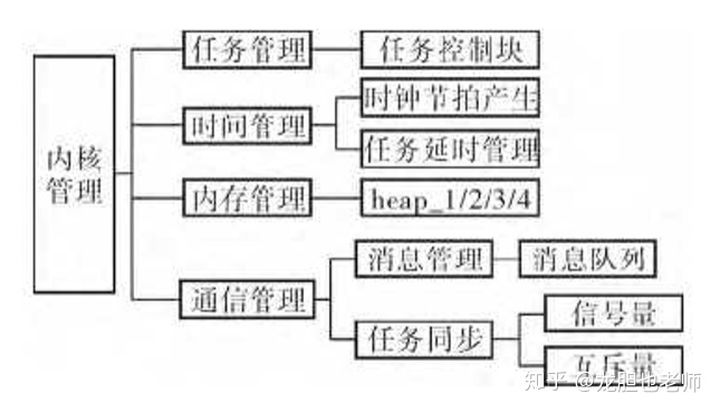 内核
管理
任务管理
任务控制块
时间管理
时钟节拍产生
任务延时管理
内存管理
heap_1/2/3/4
通信管理
消息管理
消息队列
任务同步
信号量
互斥量
知乎 @龙胆也老师